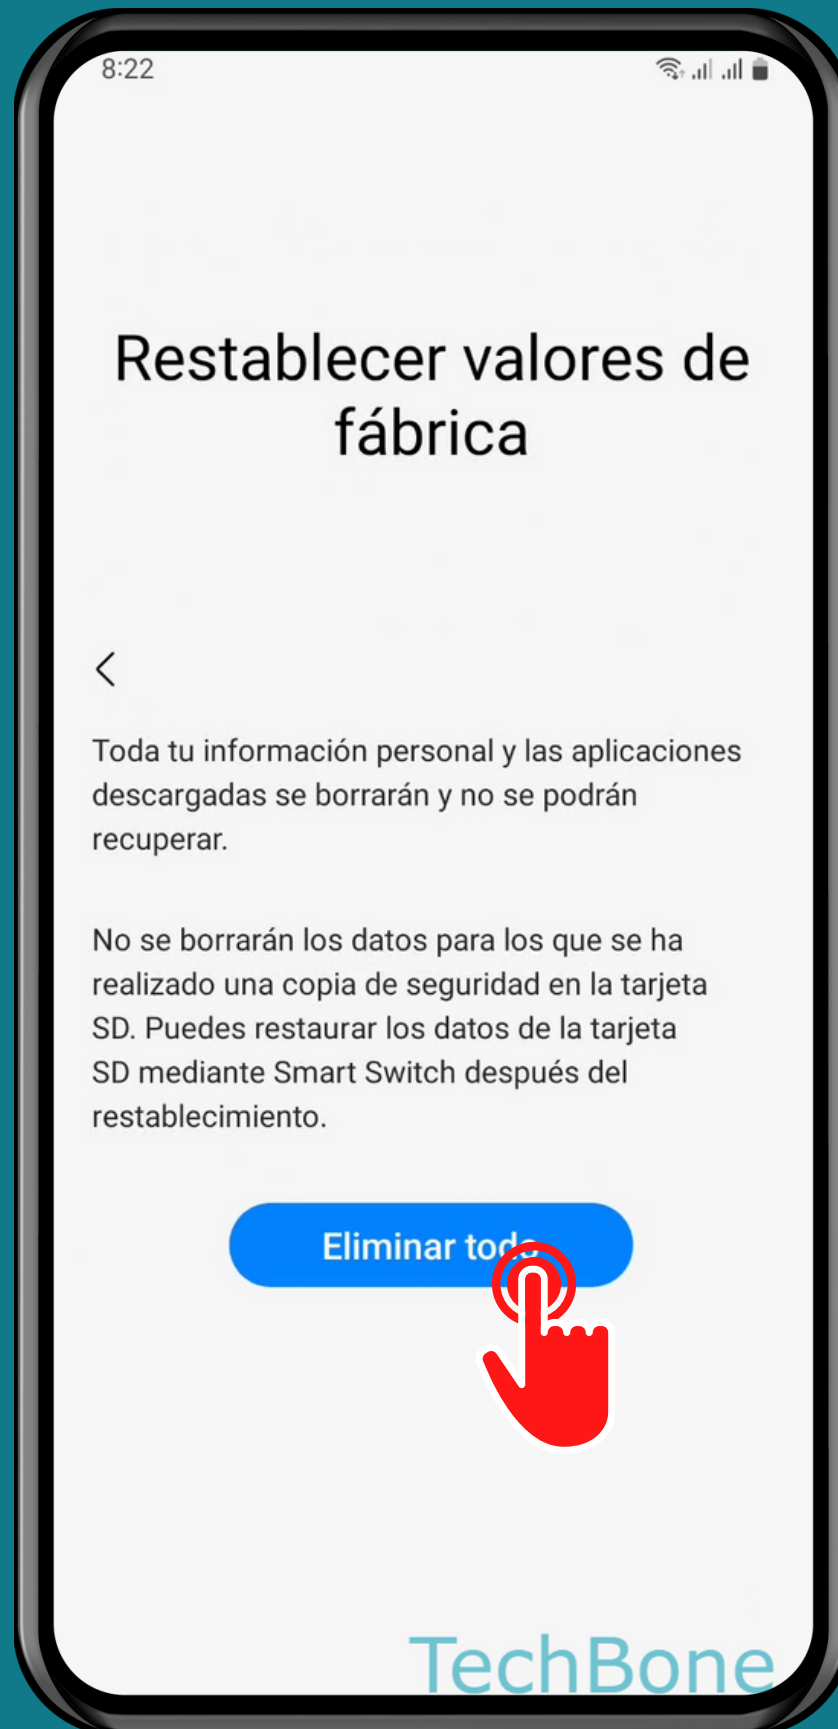 8:22
Restablecer valores de
fábrica
Toda tu información personal y las aplicaciones
descargadas se borrarán y no se podrán
recuperar.
No se borrarán los datos para los que se ha
realizado una copia de seguridad en la tarjeta
SD. Puedes restaurar los datos de la tarjeta
SD mediante Smart Switch después del
restablecimiento.
Eliminar todo
TechBone